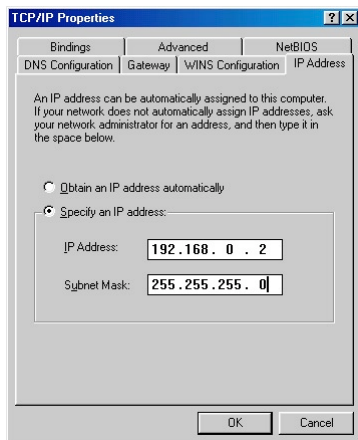 TCP/IP Properties
Bindings Advanced NetBIOS
DNS Configuration Gateway WINS Configuration IP Address
An IP address can be automatically assigned to this computer.
If your network does not automatically assign IP addresses, ask
your network administrator for an address, and then type it in
the space below.
Obtain an IP address automatically
Specify an IP address:
IP Address: 192.168. 0 . 2
Subnet Mask: 255.255.255. 0
OK Cancel